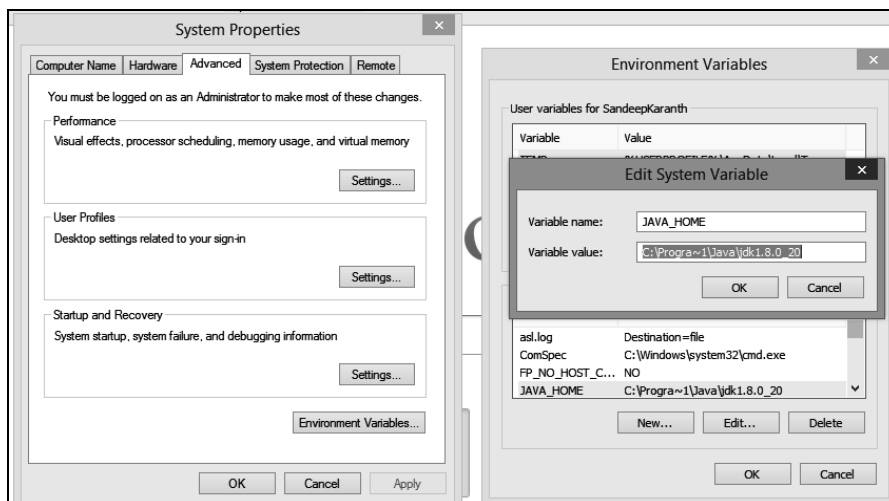 System Properties
Computer Name Hardware Advanced System Protection Remote
You must be logged on as an Administrator to make most of these changes.
Performance
Visual effects, processor scheduling, memory usage, and virtual memory
Settings...
User Profiles
Desktop settings related to your sign-in
Settings...
Startup and Recovery
System startup, system failure, and debugging information
Settings...
Environment Variables...
OK Cancel Apply
Environment Variables
User variables for SandeepKaranth
Variable Value
Edit System Variable
Variable name: JAVA_HOME
Variable value: C:\Progra~1\Java\jdk1.8.0_20
OK Cancel
asl.log Destination=file
ComSpec C:\Windows\system32\cmd.exe
FP_NO_HOST_C... NO
JAVA_HOME C:\Progra~1\Java\jdk1.8.0_20
New... Edit... Delete
OK Cancel